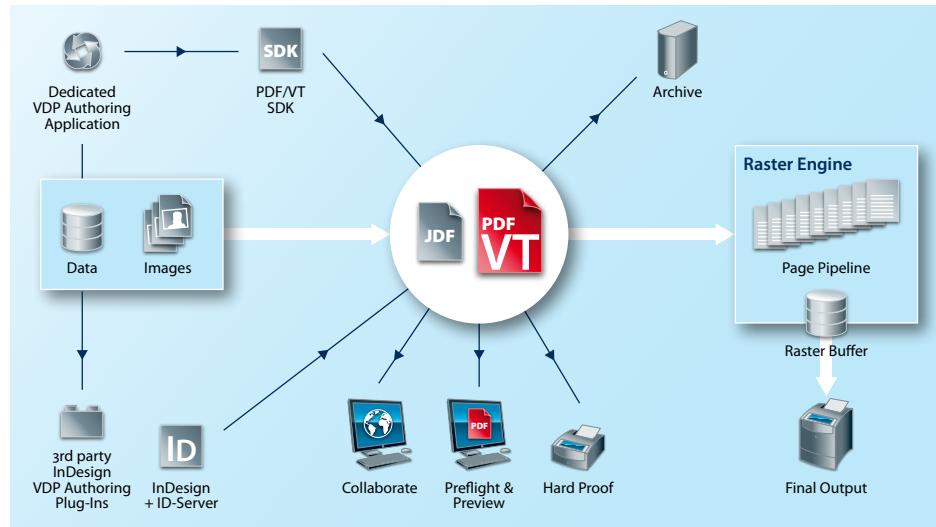 SDK
Dedicated
VDP Authoring
Application
PDF/VT
SDK
Archive
Raster Engine
JDF
PDF
VT
Data
Images
Page Pipeline
Raster Buffer
3rd party
InDesign
VDP Authoring
Plug-Ins
ID
InDesign
+ ID-Server
Collaborate
PDF
Preflight &
Preview
Hard Proof
Final Output